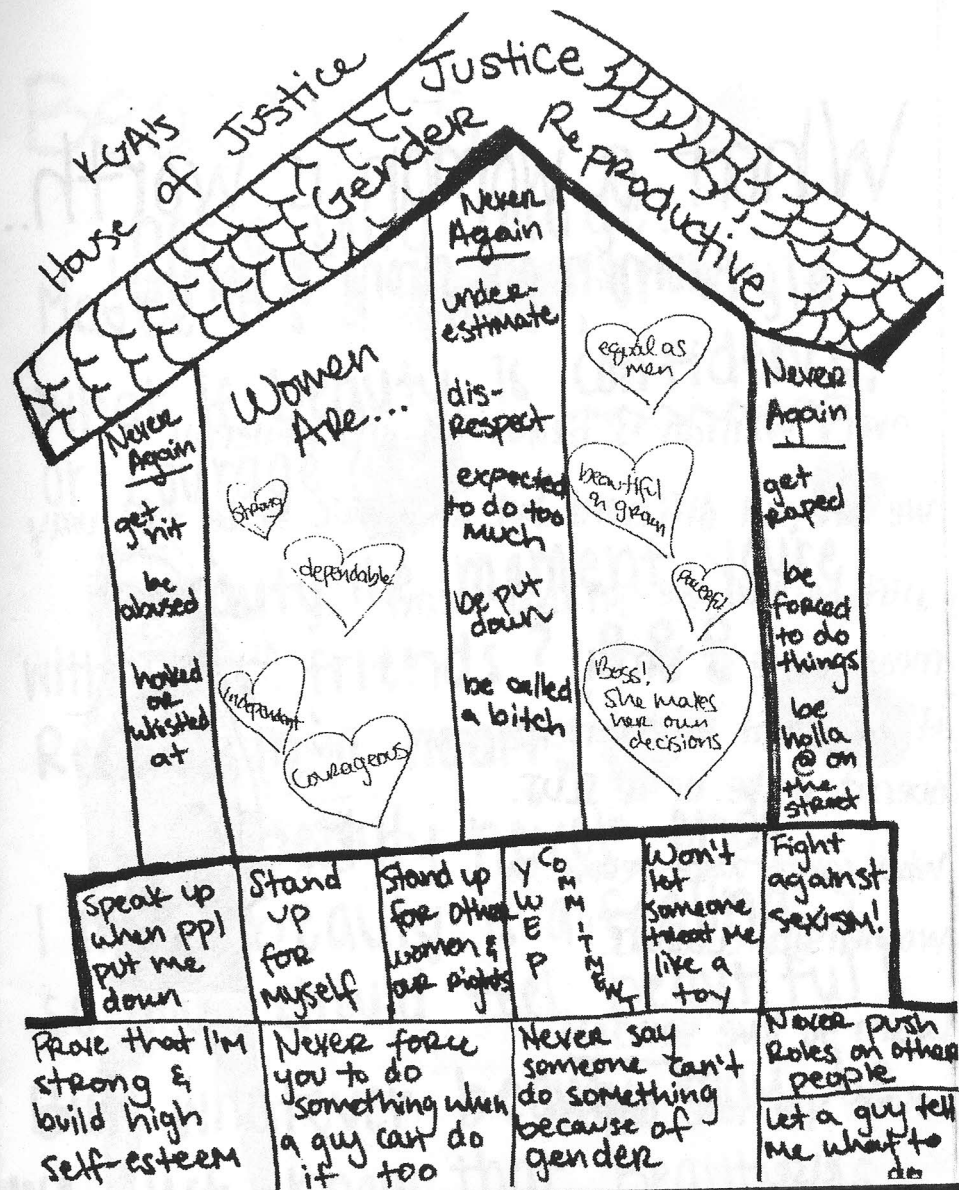 KGA's
House of Justice
Justice
Gender
Reproductive
Never
Again
get
hit
be
abused
or
whistled
at
Women
Are...
strong
dependable
Independent
Courageous
Never
Again
under-
estimate
dis-
respect
expected
to do too
much
be put
down
be called
a bitch
equal as
men
beautiful
Boss!
she makes
her own
decisions
Never
Again
get
raped
be
forced
to do
things
be
holla
@ on
the
street
speak up
when ppl
put me
down
Stand
up
for
myself
Stand up
for other
women &
our rights
YWEP
COMMITMENT
Won't
let
someone
treat me
like a
toy
Fight
against
sexism!
Prove that I'm
strong &
build high
self-esteem
Never force
you to do
something when
a guy can't do
it too
Never say
someone can't
do something
because of
gender
Never push
Roles on other
people
Let a guy tell
me what to
do